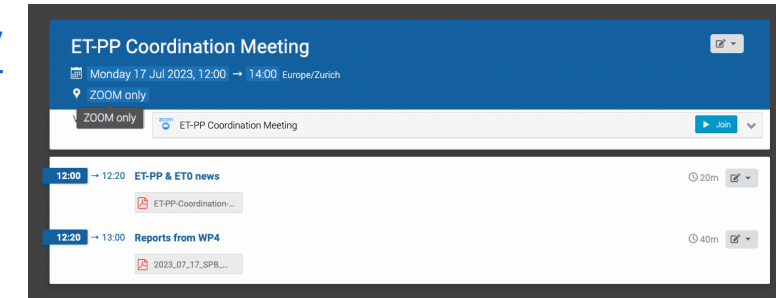 ET-PP Coordination Meeting
Monday 17 Jul 2023, 12:00 → 14:00 Europe/Zurich
ZOOM only
ZOOM only
zoom ET-PP Coordination Meeting Join
12:00 → 12:20 ET-PP & ET0 news 20m
ET-PP-Coordination-...
12:20 → 13:00 Reports from WP4 40m
2023_07_17_SPB_...